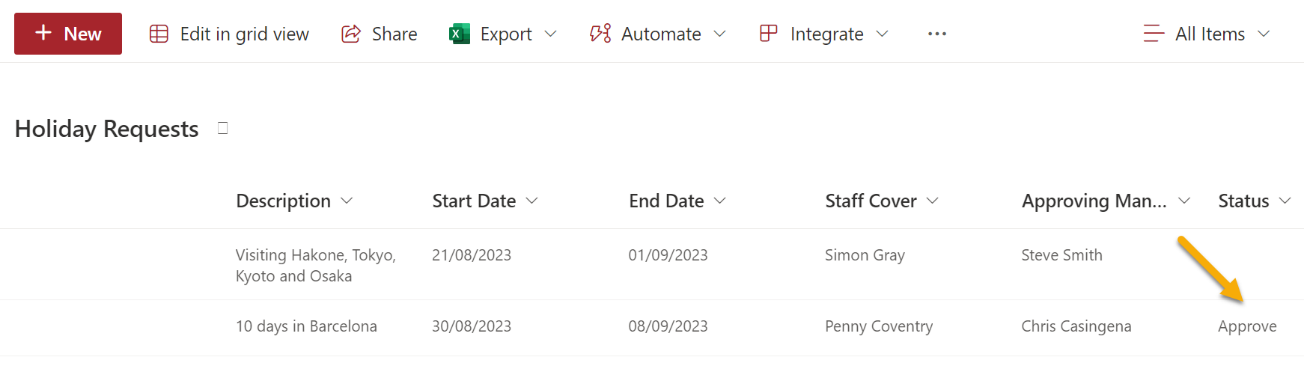 New Edit in grid view Share Export Automate Integrate ... All Items
Holiday Requests
Description Start Date End Date Staff Cover Approving Man... Status
Visiting Hakone, Tokyo, 21/08/2023 01/09/2023 Simon Gray Steve Smith
Kyoto and Osaka
10 days in Barcelona 30/08/2023 08/09/2023 Penny Coventry Chris Casingena Approve